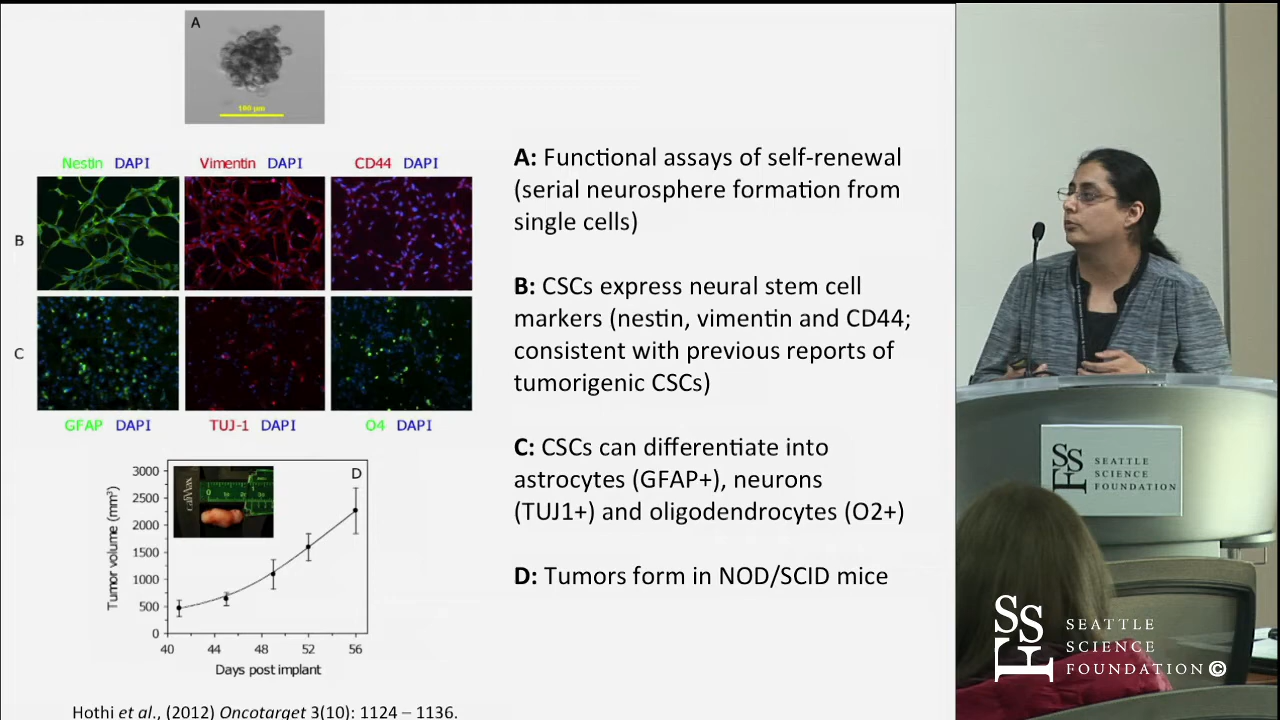 A
100 µm
Nestin DAPI Vimentin DAPI CD44 DAPI
B
C
GFAP DAPI TUJ-1 DAPI O4 DAPI
D
3000
2500
2000
1500
1000
500
0
Tumor volume (mm³)
40 44 48 52 56
Days post implant
Hothi et al., (2012) Oncotarget 3(10): 1124 – 1136.
A: Functional assays of self-renewal
(serial neurosphere formation from
single cells)
B: CSCs express neural stem cell
markers (nestin, vimentin and CD44;
consistent with previous reports of
tumorigenic CSCs)
C: CSCs can differentiate into
astrocytes (GFAP+), neurons
(TUJ1+) and oligodendrocytes (O2+)
D: Tumors form in NOD/SCID mice
SSF
SEATTLE
SCIENCE
FOUNDATION
SSF
SEATTLE
SCIENCE
FOUNDATION©